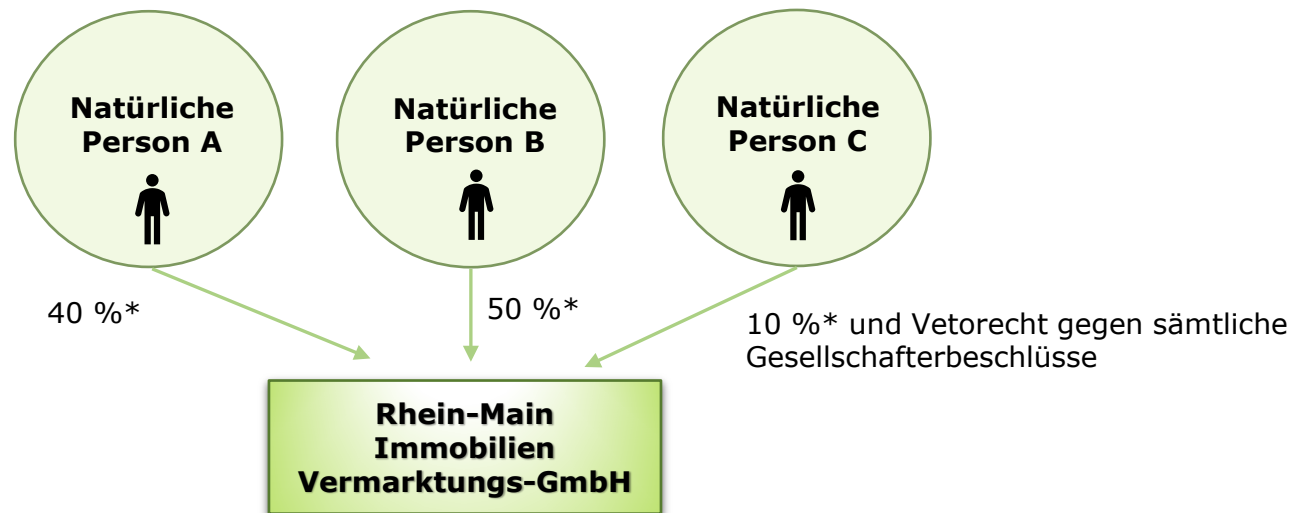 Natürliche
Person A
Natürliche
Person B
Natürliche
Person C
40 %*
50 %*
10 %* und Vetorecht gegen sämtliche
Gesellschafterbeschlüsse
Rhein-Main
Immobilien
Vermarktungs-GmbH